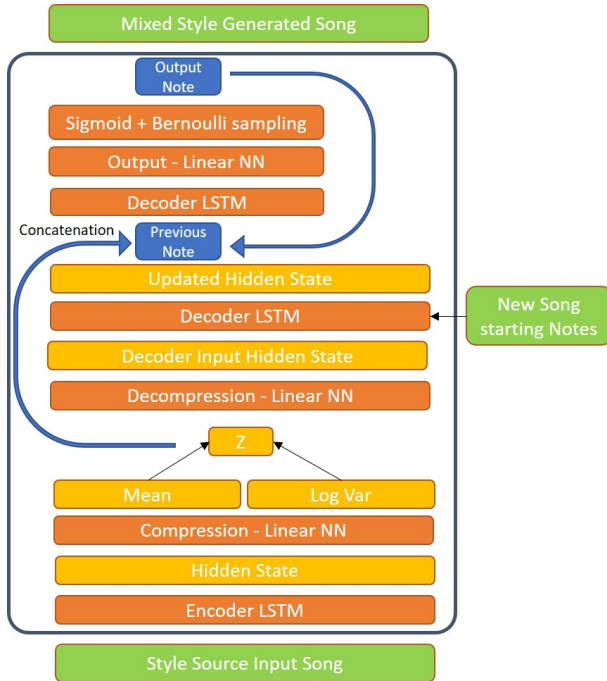 Mixed Style Generated Song
Output
Note
Sigmoid + Bernoulli sampling
Output - Linear NN
Decoder LSTM
Concatenation
Previous
Note
Updated Hidden State
Decoder LSTM
New Song
starting Notes
Decoder Input Hidden State
Decompression - Linear NN
Z
Mean
Log Var
Compression - Linear NN
Hidden State
Encoder LSTM
Style Source Input Song